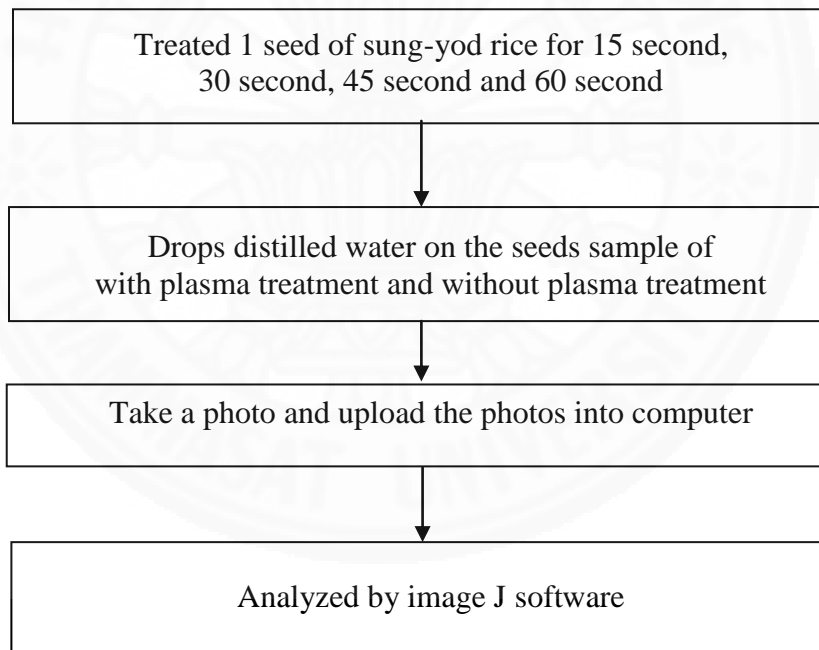 Treated 1 seed of sung-yod rice for 15 second,
30 second, 45 second and 60 second
Drops distilled water on the seeds sample of
with plasma treatment and without plasma treatment
Take a photo and upload the photos into computer
Analyzed by image J software